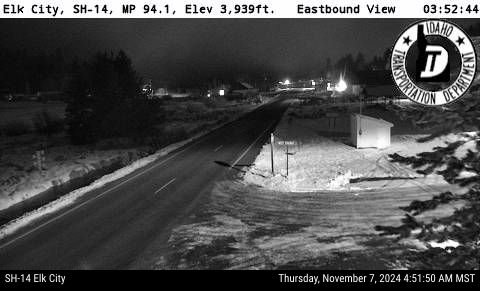 Elk City, SH-14, MP 94.1, Elev 3,939ft. Eastbound View 03:52:44
IDAHO
TRANSPORTATION DEPARTMENT
SH-14 Elk City Thursday, November 7, 2024 4:51:50 AM MST